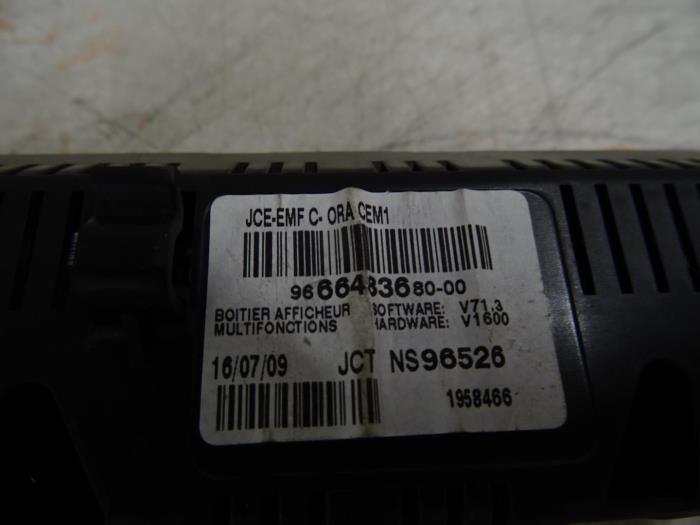 JCE-EMF C- ORA CEM1
9666483680-00
BOITIER AFFICHEUR SOFTWARE: V71.3
MULTIFONCTIONS HARDWARE: V1600
16/07/09 JCT NS96526
1958466